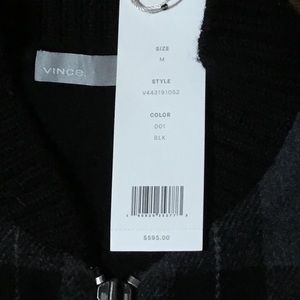 VINCE.
SIZE
M
STYLE
V443191052
COLOR
001
BLK
$595.00